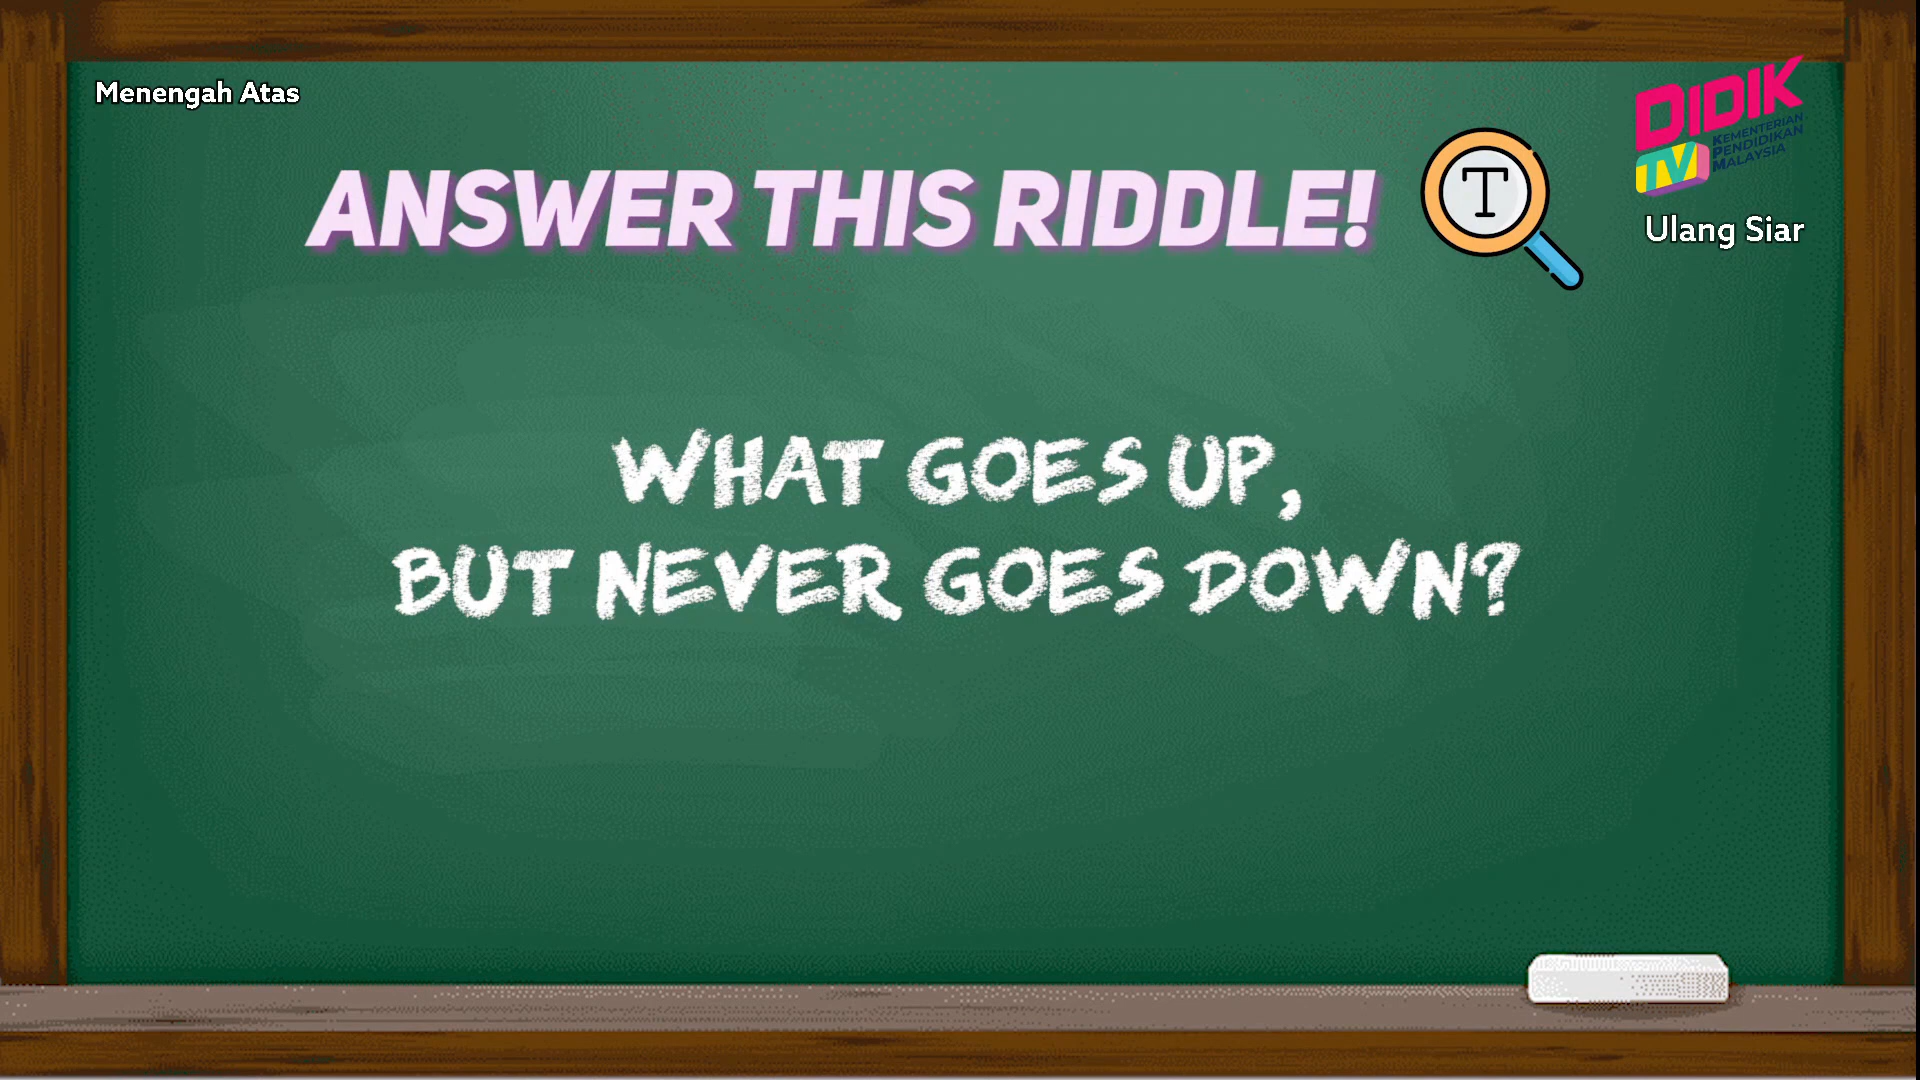 Menengah Atas
DIDIK
TV
KEMENTERIAN
PENDIDIKAN
MALAYSIA
ANSWER THIS RIDDLE!
T
Ulang Siar
WHAT GOES UP,
BUT NEVER GOES DOWN?